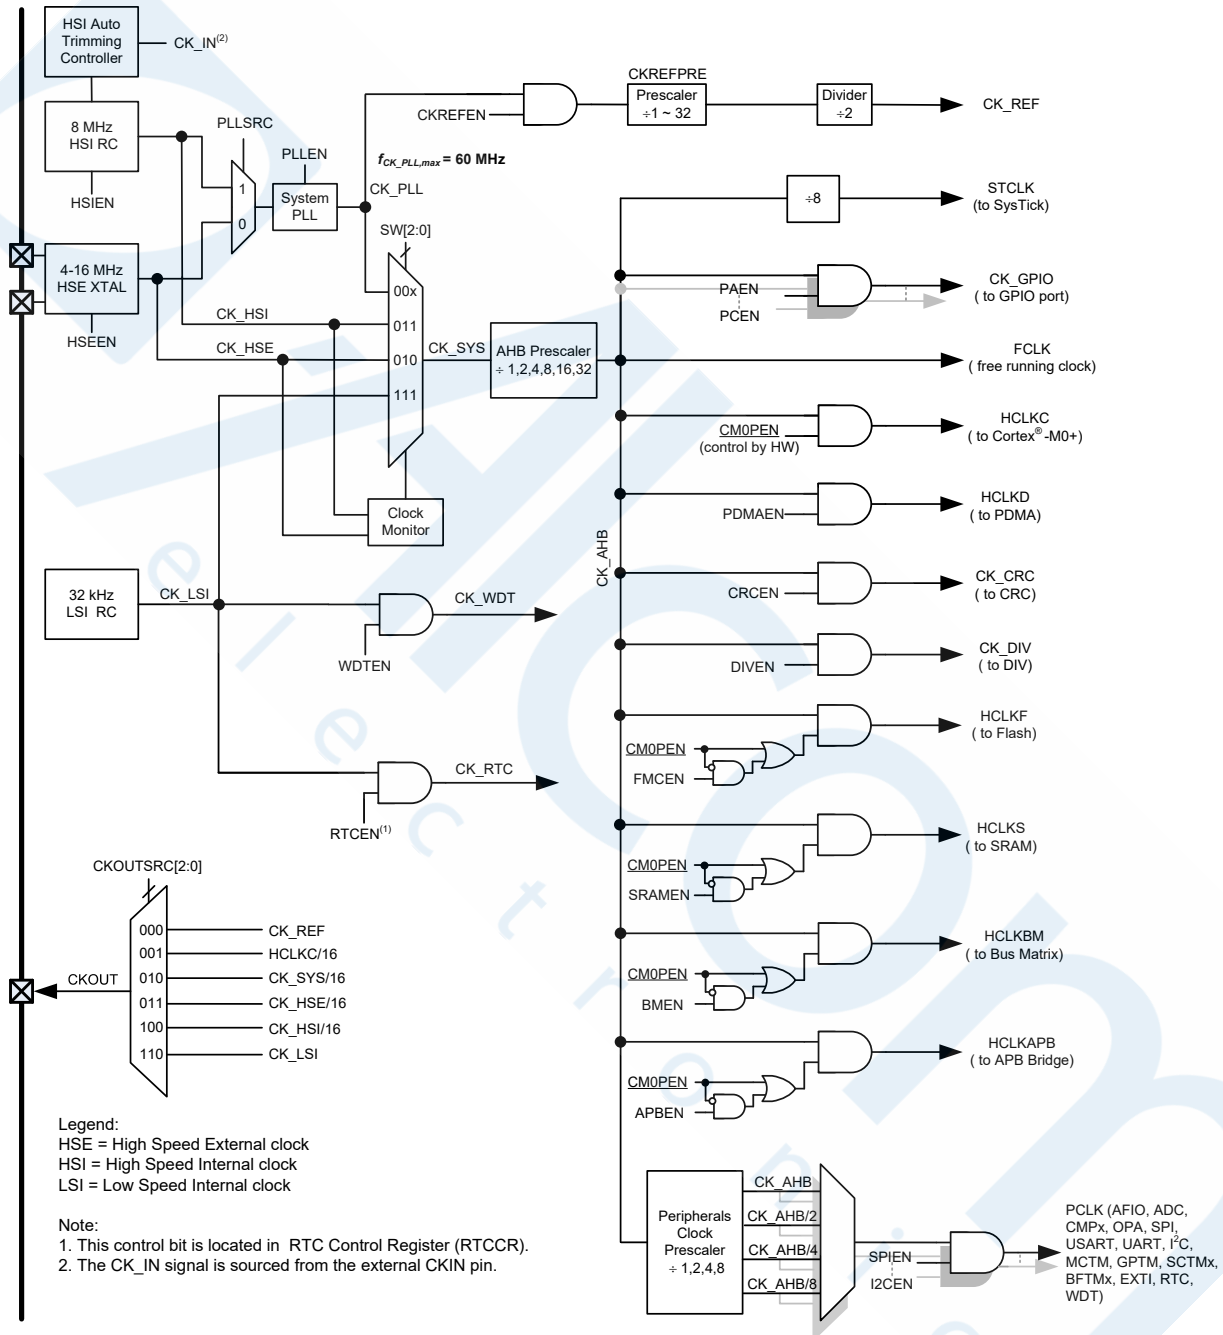 HSI Auto
Trimming
Controller
CK_IN(2)
8 MHz
HSI RC
HSIEN
PLLSRC
1
0
PLLEN
System
PLL
fCK_PLL,max = 60 MHz
CK_PLL
4-16 MHz
HSE XTAL
HSEEN
SW[2:0]
00x
011
010
111
CK_HSI
CK_HSE
CK_SYS
AHB Prescaler
÷ 1,2,4,8,16,32
Clock
Monitor
32 kHz
LSI RC
CK_LSI
CK_WDT
WDTEN
CK_RTC
RTCEN(1)
CKREFEN
CKREFPRE
Prescaler
÷1 ~ 32
Divider
÷2
CK_REF
÷8
STCLK
(to SysTick)
PAEN
PCEN
CK_GPIO
( to GPIO port)
FCLK
( free running clock)
CM0PEN
(control by HW)
HCLKC
( to Cortex®-M0+)
PDMAEN
HCLKD
( to PDMA)
CK_AHB
CRCEN
CK_CRC
( to CRC)
DIVEN
CK_DIV
( to DIV)
CM0PEN
FMCEN
HCLKF
( to Flash)
CM0PEN
SRAMEN
HCLKS
( to SRAM)
CM0PEN
BMEN
HCLKBM
( to Bus Matrix)
CM0PEN
APBEN
HCLKAPB
( to APB Bridge)
Peripherals
Clock
Prescaler
÷ 1,2,4,8
CK_AHB
CK_AHB/2
CK_AHB/4
CK_AHB/8
SPIEN
I2CEN
PCLK (AFIO, ADC,
CMPx, OPA, SPI,
USART, UART, I²C,
MCTM, GPTM, SCTMx,
BFTMx, EXTI, RTC,
WDT)
CKOUTSRC[2:0]
CKOUT
000 CK_REF
001 HCLKC/16
010 CK_SYS/16
011 CK_HSE/16
100 CK_HSI/16
110 CK_LSI
Legend:
HSE = High Speed External clock
HSI = High Speed Internal clock
LSI = Low Speed Internal clock
Note:
1. This control bit is located in RTC Control Register (RTCCR).
2. The CK_IN signal is sourced from the external CKIN pin.